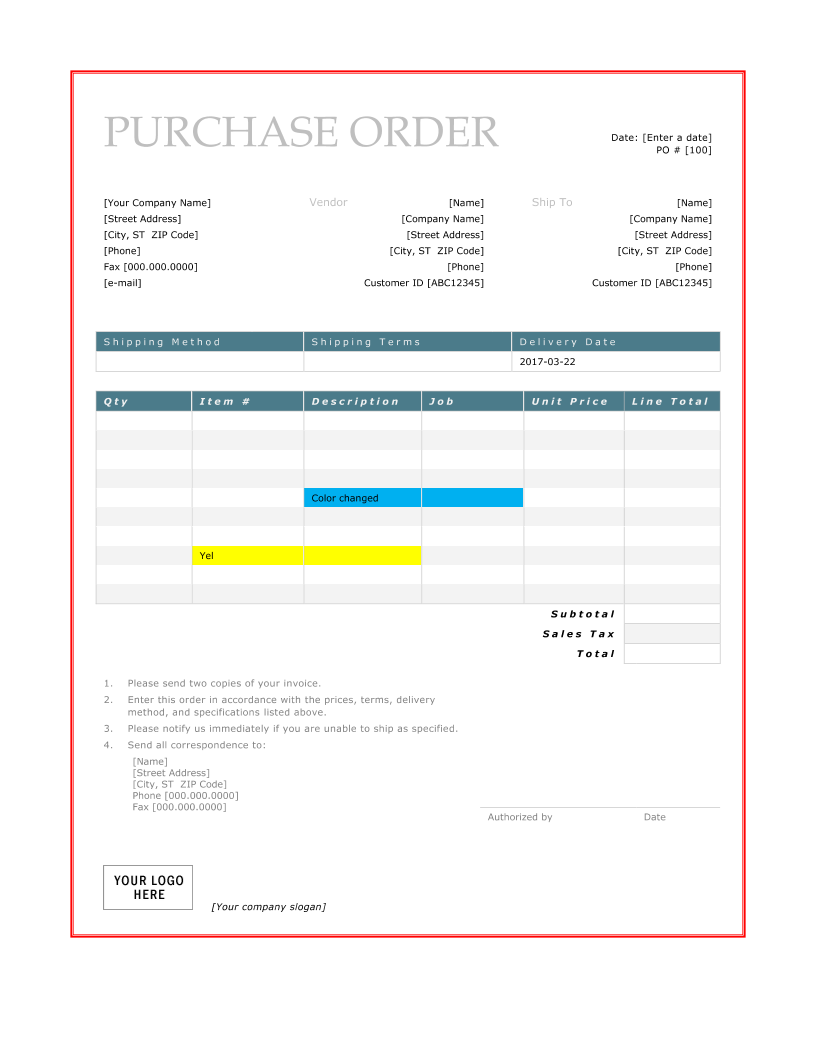 PURCHASE ORDER
Date: [Enter a date]
PO # [100]
[Your Company Name]
[Street Address]
[City, ST  ZIP Code]
[Phone]
Fax [000.000.0000]
[e-mail]
Vendor
[Name]
[Company Name]
[Street Address]
[City, ST  ZIP Code]
[Phone]
Customer ID [ABC12345]
Ship To
[Name]
[Company Name]
[Street Address]
[City, ST  ZIP Code]
[Phone]
Customer ID [ABC12345]
Shipping Method Shipping Terms Delivery Date
2017-03-22
Qty Item # Description Job Unit Price Line Total
Color changed
Yel
Subtotal
Sales Tax
Total
1. Please send two copies of your invoice.
2. Enter this order in accordance with the prices, terms, delivery
method, and specifications listed above.
3. Please notify us immediately if you are unable to ship as specified.
4. Send all correspondence to:
[Name]
[Street Address]
[City, ST  ZIP Code]
Phone [000.000.0000]
Fax [000.000.0000]
Authorized by Date
YOUR LOGO
HERE
[Your company slogan]